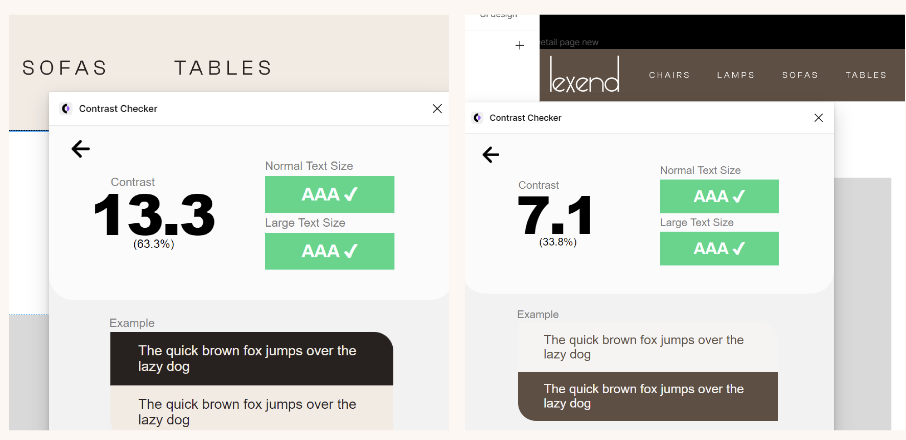 SOFAS TABLES
Contrast Checker
Contrast
13.3
(63.3%)
Normal Text Size
AAA ✓
Large Text Size
AAA ✓
Example
The quick brown fox jumps over the
lazy dog
The quick brown fox jumps over the
lazy dog
design
+
etail page new
lexend CHAIRS LAMPS SOFAS TABLES
Contrast Checker
Contrast
7.1
(33.8%)
Normal Text Size
AAA ✓
Large Text Size
AAA ✓
Example
The quick brown fox jumps over the
lazy dog
The quick brown fox jumps over the
lazy dog